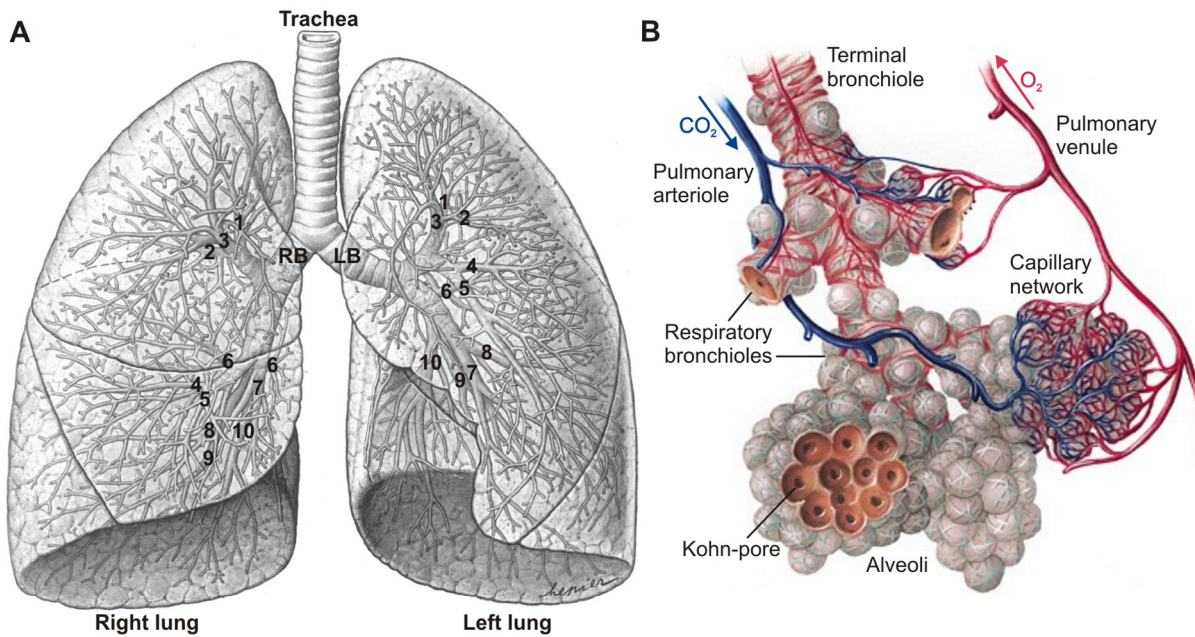 A
Trachea
1
3
2
RB
LB
6
6
4
5
7
8
10
9
1
3
2
4
6
5
8
10
7
9
henier
Right lung
Left lung
B
Terminal
bronchiole
O₂
CO₂
Pulmonary
venule
Pulmonary
arteriole
Capillary
network
Respiratory
bronchioles
Kohn-pore
Alveoli